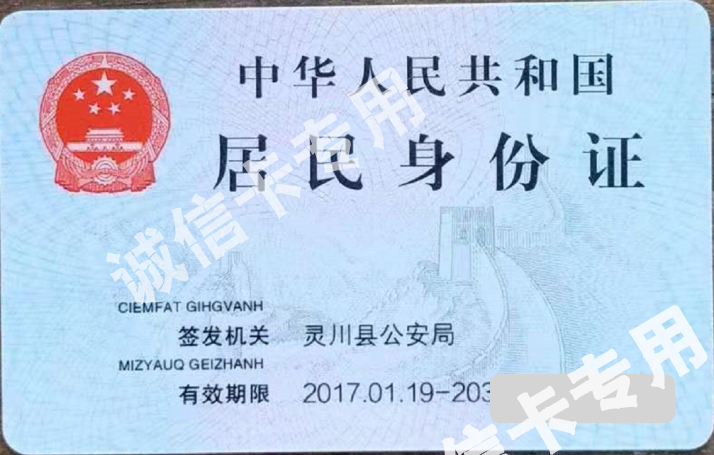 中华人民共和国
居民身份证
诚信卡专用
CIEMFAT GIHGVANH
签发机关 灵川县公安局
MIZYAUQ GEIZHANH
有效期限 2017.01.19-203
信卡专用